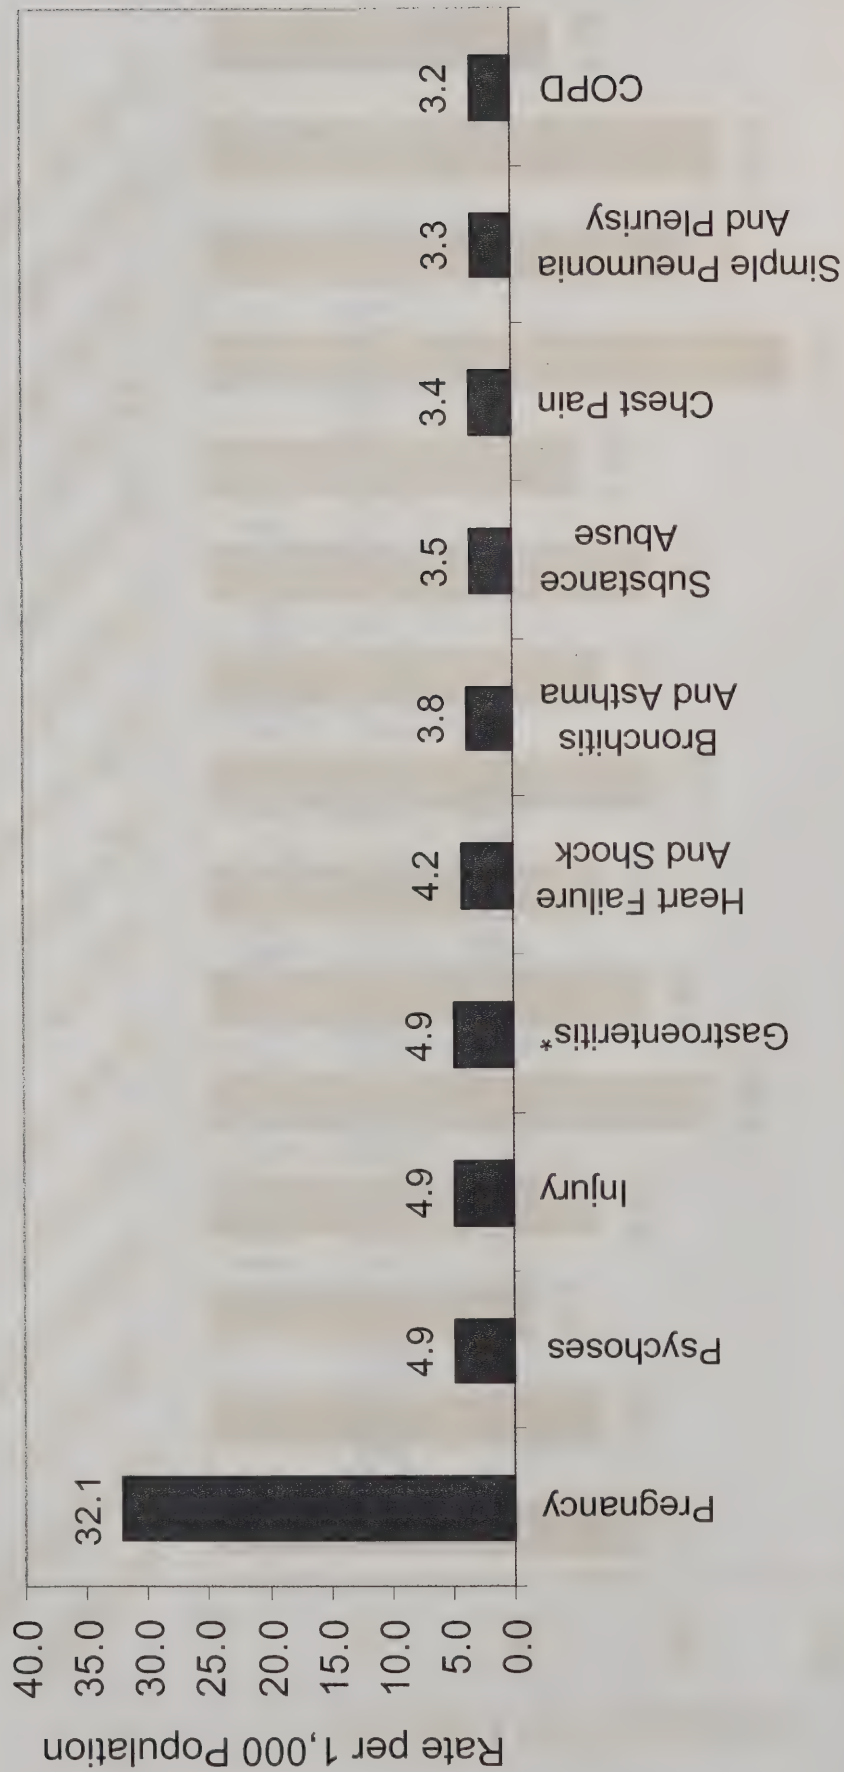 Rate per 1,000 Population
40.0
35.0
30.0
25.0
20.0
15.0
10.0
5.0
0.0
32.1
4.9
4.9
4.9
4.2
3.8
3.5
3.4
3.3
3.2
Pregnancy
Psychoses
Injury
Gastroenteritis*
Heart Failure
And Shock
Bronchitis
And Asthma
Substance
Abuse
Chest Pain
Simple Pneumonia
And Pleurisy
COPD